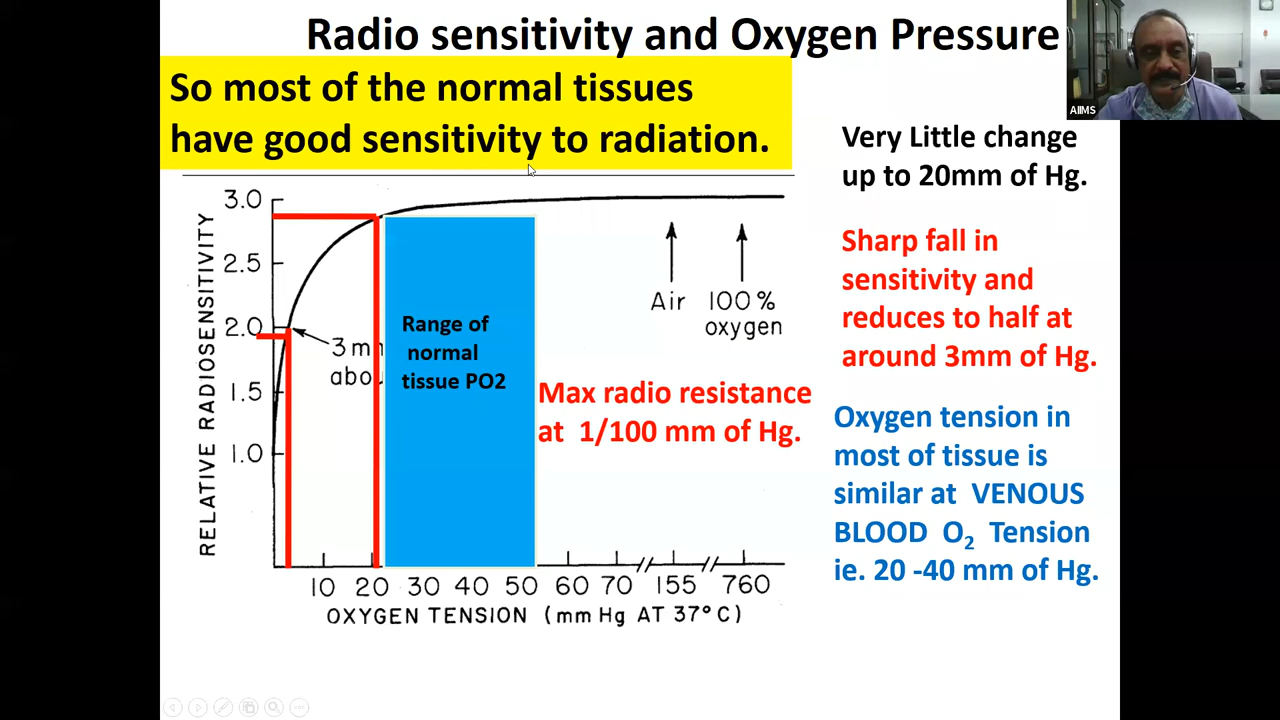 Radio sensitivity and Oxygen Pressure
AIIMS
So most of the normal tissues
have good sensitivity to radiation.
Very Little change
up to 20mm of Hg.
Sharp fall in
sensitivity and
reduces to half at
around 3mm of Hg.
Oxygen tension in
most of tissue is
similar at VENOUS
BLOOD O2 Tension
ie. 20 -40 mm of Hg.
RELATIVE RADIOSENSITIVITY
3.0
2.5
2.0
1.5
1.0
3 m
Range of
normal
tissue PO2
Air
100%
oxygen
Max radio resistance
at 1/100 mm of Hg.
10 20 30 40 50 60 70 155 760
OXYGEN TENSION (mm Hg AT 37°C)